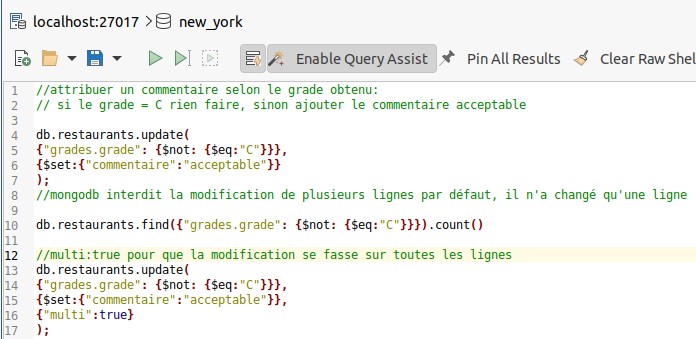 localhost:27017 > new_york
Enable Query Assist Pin All Results Clear Raw Shel
1 //attribuer un commentaire selon le grade obtenu:
2 // si le grade = C rien faire, sinon ajouter le commentaire acceptable
3
4 db.restaurants.update(
5 {"grades.grade": {$not: {$eq:"C"}}},
6 {$set:{"commentaire":"acceptable"}}
7 );
8 //mongodb interdit la modification de plusieurs lignes par défaut, il n'a changé qu'une ligne
9
10 db.restaurants.find({"grades.grade": {$not: {$eq:"C"}}}).count()
11
12 //multi:true pour que la modification se fasse sur toutes les lignes
13 db.restaurants.update(
14 {"grades.grade": {$not: {$eq:"C"}}},
15 {$set:{"commentaire":"acceptable"}},
16 {"multi":true}
17 );